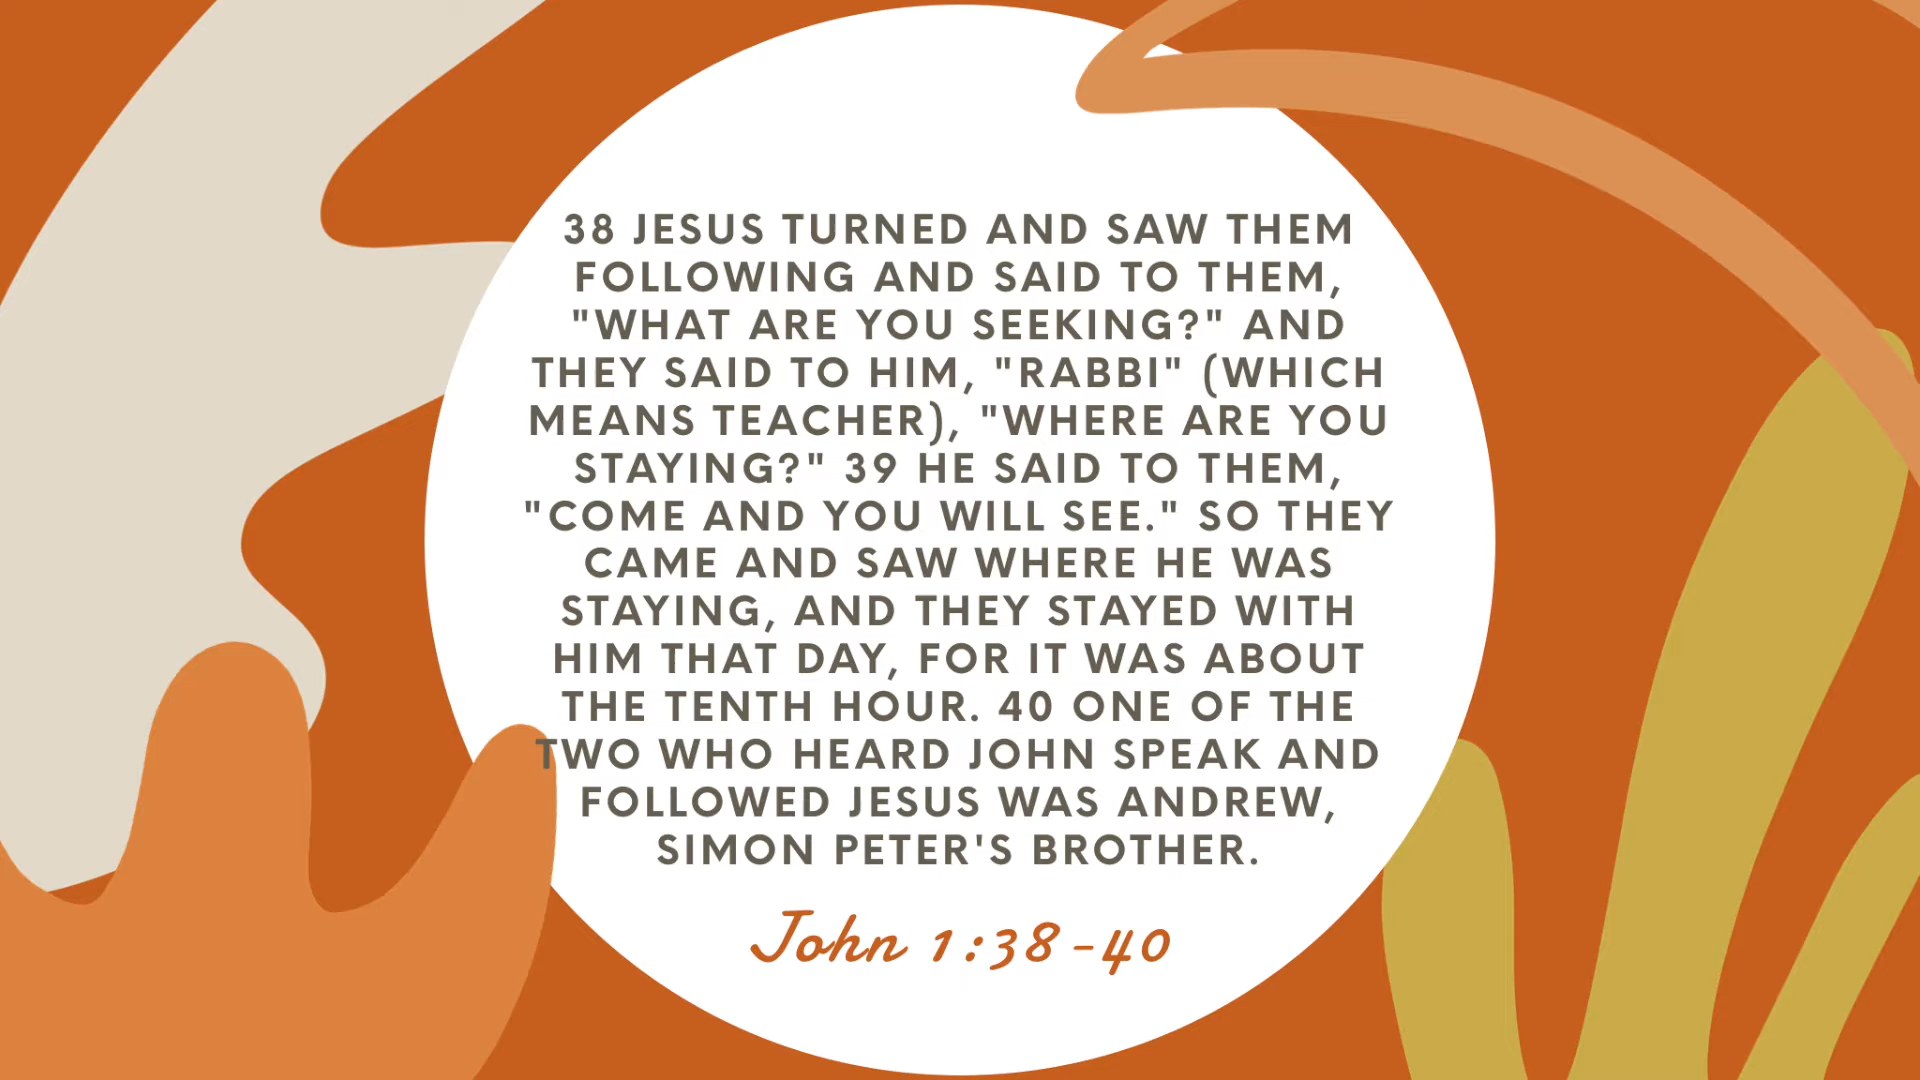 38 JESUS TURNED AND SAW THEM
FOLLOWING AND SAID TO THEM,
"WHAT ARE YOU SEEKING?" AND
THEY SAID TO HIM, "RABBI" (WHICH
MEANS TEACHER), "WHERE ARE YOU
STAYING?" 39 HE SAID TO THEM,
"COME AND YOU WILL SEE." SO THEY
CAME AND SAW WHERE HE WAS
STAYING, AND THEY STAYED WITH
HIM THAT DAY, FOR IT WAS ABOUT
THE TENTH HOUR. 40 ONE OF THE
TWO WHO HEARD JOHN SPEAK AND
FOLLOWED JESUS WAS ANDREW,
SIMON PETER'S BROTHER.
John 1:38-40